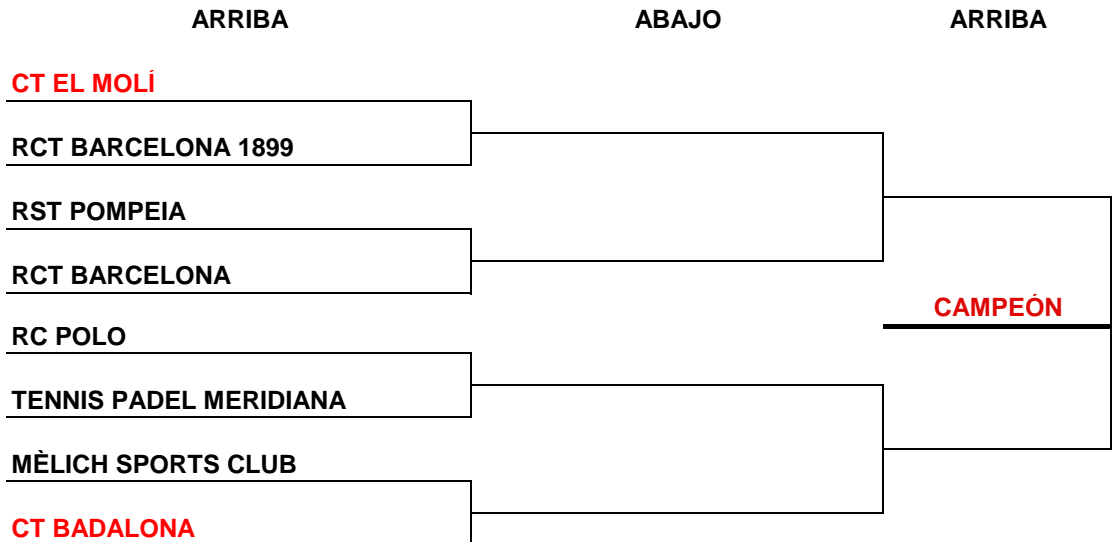 ARRIBA ABAJO ARRIBA
CT EL MOLÍ
RCT BARCELONA 1899
RST POMPEIA
RCT BARCELONA
CAMPEÓN
RC POLO
TENNIS PADEL MERIDIANA
MÈLICH SPORTS CLUB
CT BADALONA